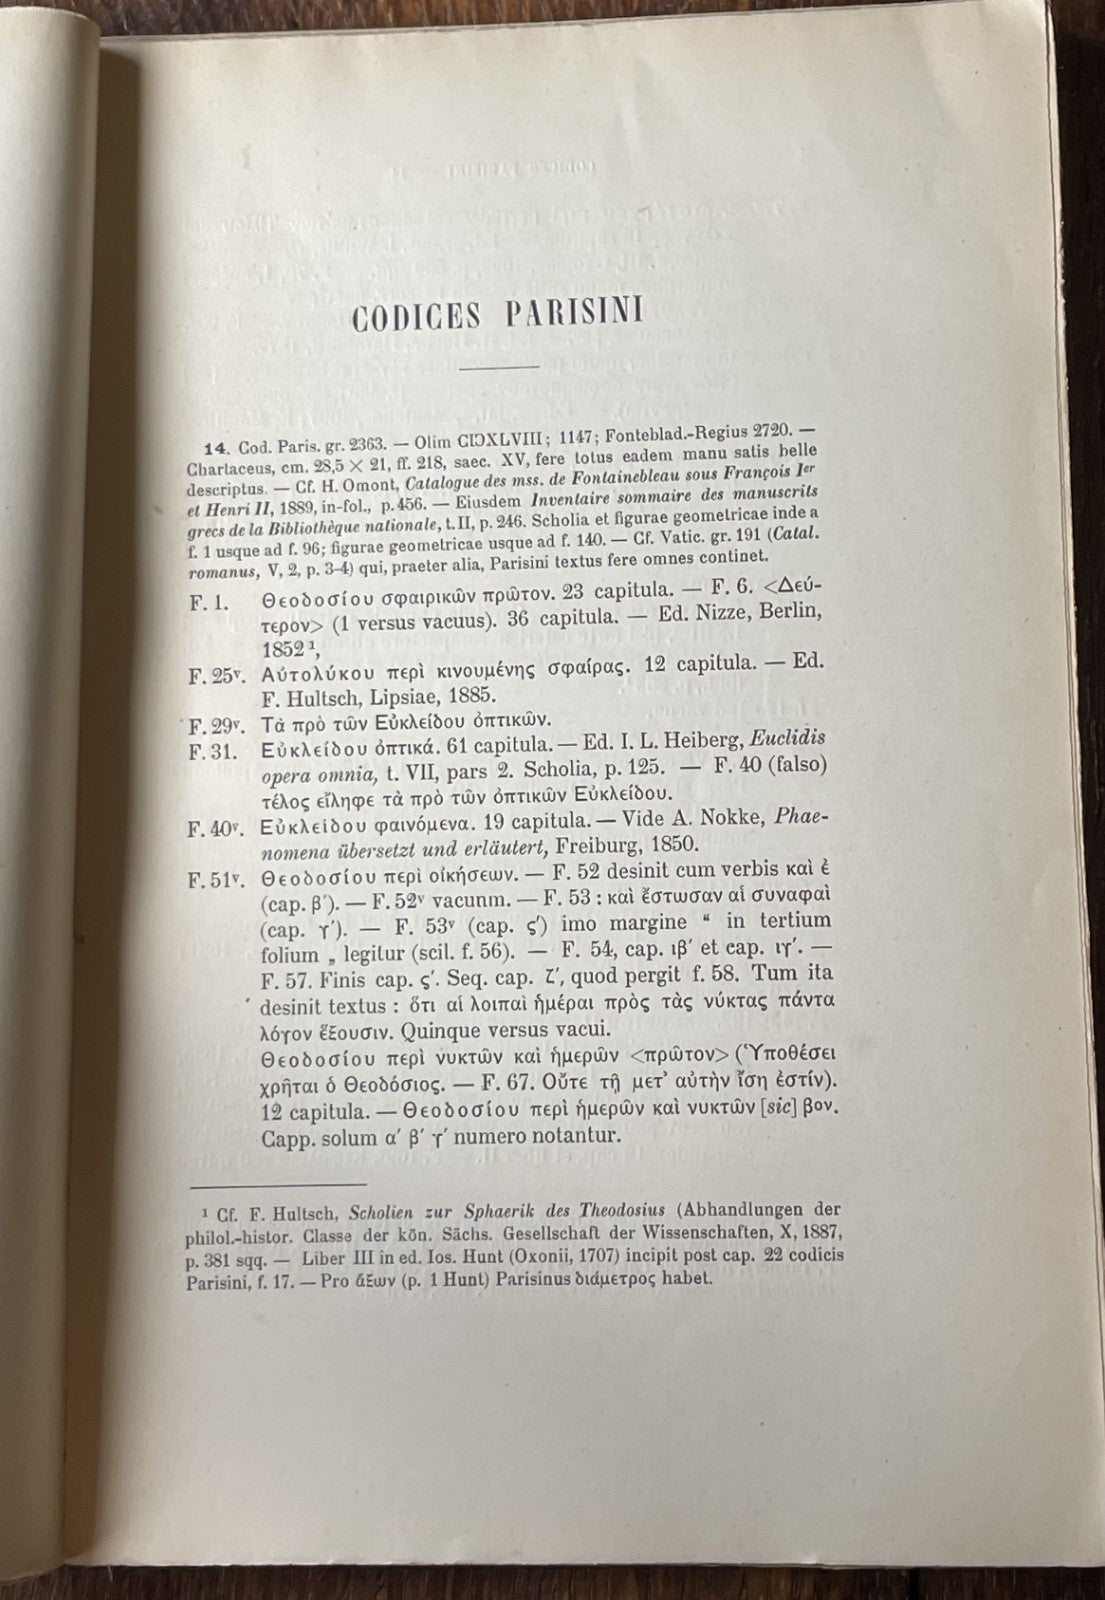 CODICES PARISINI
14. Cod. Paris. gr. 2363. — Olim CIƆXLVIII; 1147; Fonteblad.-Regius 2720. —
Chartaceus, cm. 28,5 × 21, ff. 218, saec. XV, fere totus eadem manu satis belle
descriptus. — Cf. H. Omont, Catalogue des mss. de Fontainebleau sous François Ier
et Henri II, 1889, in-fol., p. 456. — Eiusdem Inventaire sommaire des manuscrits
grecs de la Bibliothèque nationale, t. II, p. 246. Scholia et figurae geometricae inde a
f. 1 usque ad f. 96; figurae geometricae usque ad f. 140. — Cf. Vatic. gr. 191 (Catal.
romanus, V, 2, p. 3-4) qui, praeter alia, Parisini textus fere omnes continet.
F. 1. Θεοδοσίου σφαιρικῶν πρῶτον. 23 capitula. — F. 6. <Δεύ-
τερον> (1 versus vacuus). 36 capitula. — Ed. Nizze, Berlin,
1852 ¹,
F. 25v. Αὐτολύκου περὶ κινουμένης σφαίρας. 12 capitula. — Ed.
F. Hultsch, Lipsiae, 1885.
F. 29v. Τὰ πρὸ τῶν Εὐκλείδου ὀπτικῶν.
F. 31. Εὐκλείδου ὀπτικά. 61 capitula. — Ed. I. L. Heiberg, Euclidis
opera omnia, t. VII, pars 2. Scholia, p. 125. — F. 40 (falso)
τέλος εἴληφε τὰ πρὸ τῶν ὀπτικῶν Εὐκλείδου.
F. 40v. Εὐκλείδου φαινόμενα. 19 capitula. — Vide A. Nokke, Phae-
nomena übersetzt und erläutert, Freiburg, 1850.
F. 51v. Θεοδοσίου περὶ οἰκήσεων. — F. 52 desinit cum verbis καὶ ἐ
(cap. β′). — F. 52v vacunm. — F. 53 : καὶ ἔστωσαν αἱ συναφαὶ
(cap. γ′). — F. 53v (cap. ϛ′) imo margine “ in tertium
folium „ legitur (scil. f. 56). — F. 54, cap. ιβ′ et cap. ιγ′. —
F. 57. Finis cap. ϛ′. Seq. cap. ζ′, quod pergit f. 58. Tum ita
desinit textus : ὅτι αἱ λοιπαὶ ἡμέραι πρὸς τὰς νύκτας πάντα
λόγον ἕξουσιν. Quinque versus vacui.
Θεοδοσίου περὶ νυκτῶν καὶ ἡμερῶν <πρῶτον> (Ὑποθέσει
χρῆται ὁ Θεοδόσιος. — F. 67. Οὔτε τῇ μετ' αὐτὴν ἴση ἐστίν).
12 capitula. — Θεοδοσίου περὶ ἡμερῶν καὶ νυκτῶν [sic] βον.
Capp. solum α′ β′ γ′ numero notantur.
¹ Cf. F. Hultsch, Scholien zur Sphaerik des Theodosius (Abhandlungen der
philol.-histor. Classe der kön. Sächs. Gesellschaft der Wissenschaften, X, 1887,
p. 381 sqq. — Liber III in ed. Ios. Hunt (Oxonii, 1707) incipit post cap. 22 codicis
Parisini, f. 17. — Pro ἄξων (p. 1 Hunt) Parisinus διάμετρος habet.